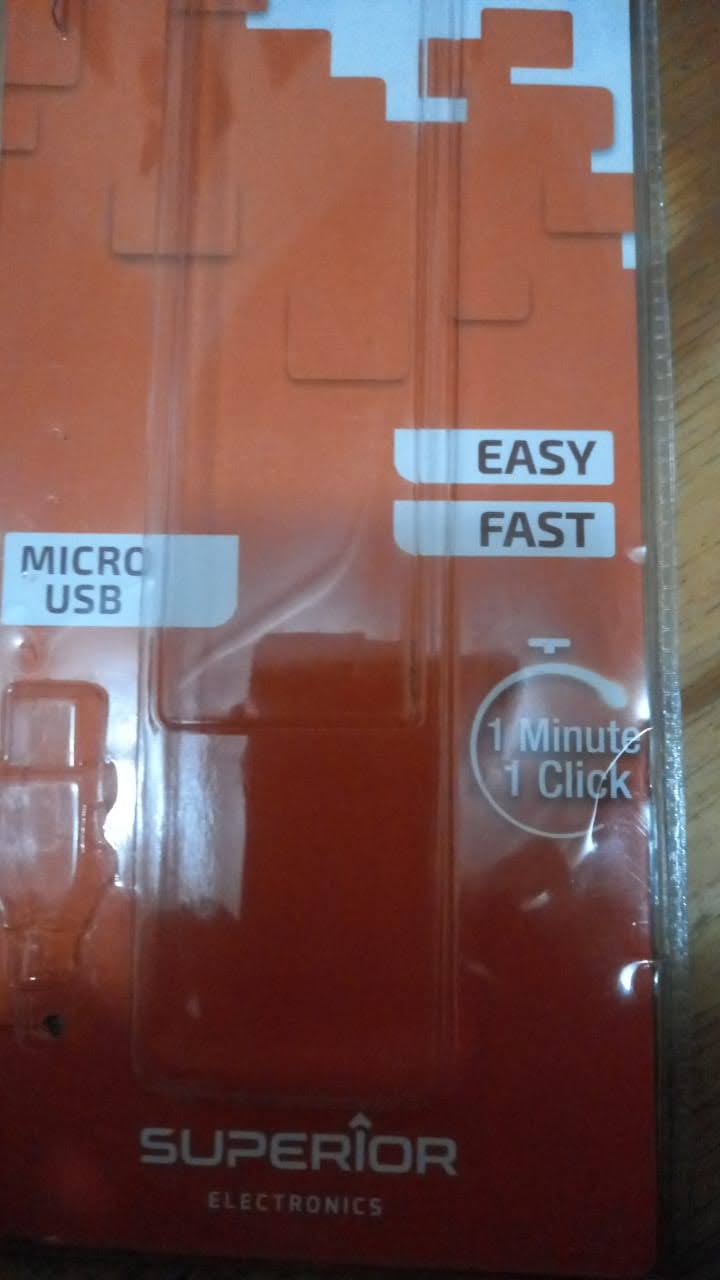 EASY
FAST
MICRO
USB
1 Minute
1 Click
SUPERIOR
ELECTRONICS